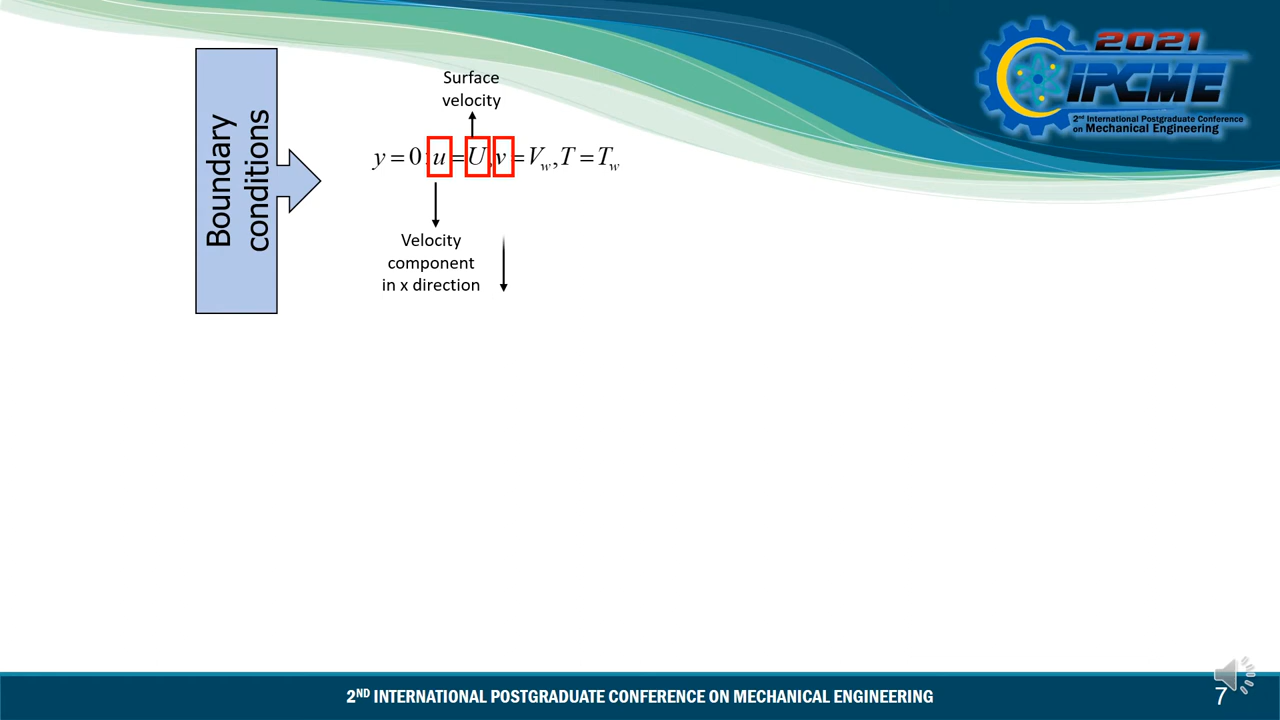 2021
IPCME
2nd International Postgraduate Conference
on Mechanical Engineering
Boundary
conditions
Surface
velocity
y = 0 u = U, v = V_w, T = T_w
Velocity
component
in x direction
2ND INTERNATIONAL POSTGRADUATE CONFERENCE ON MECHANICAL ENGINEERING
7